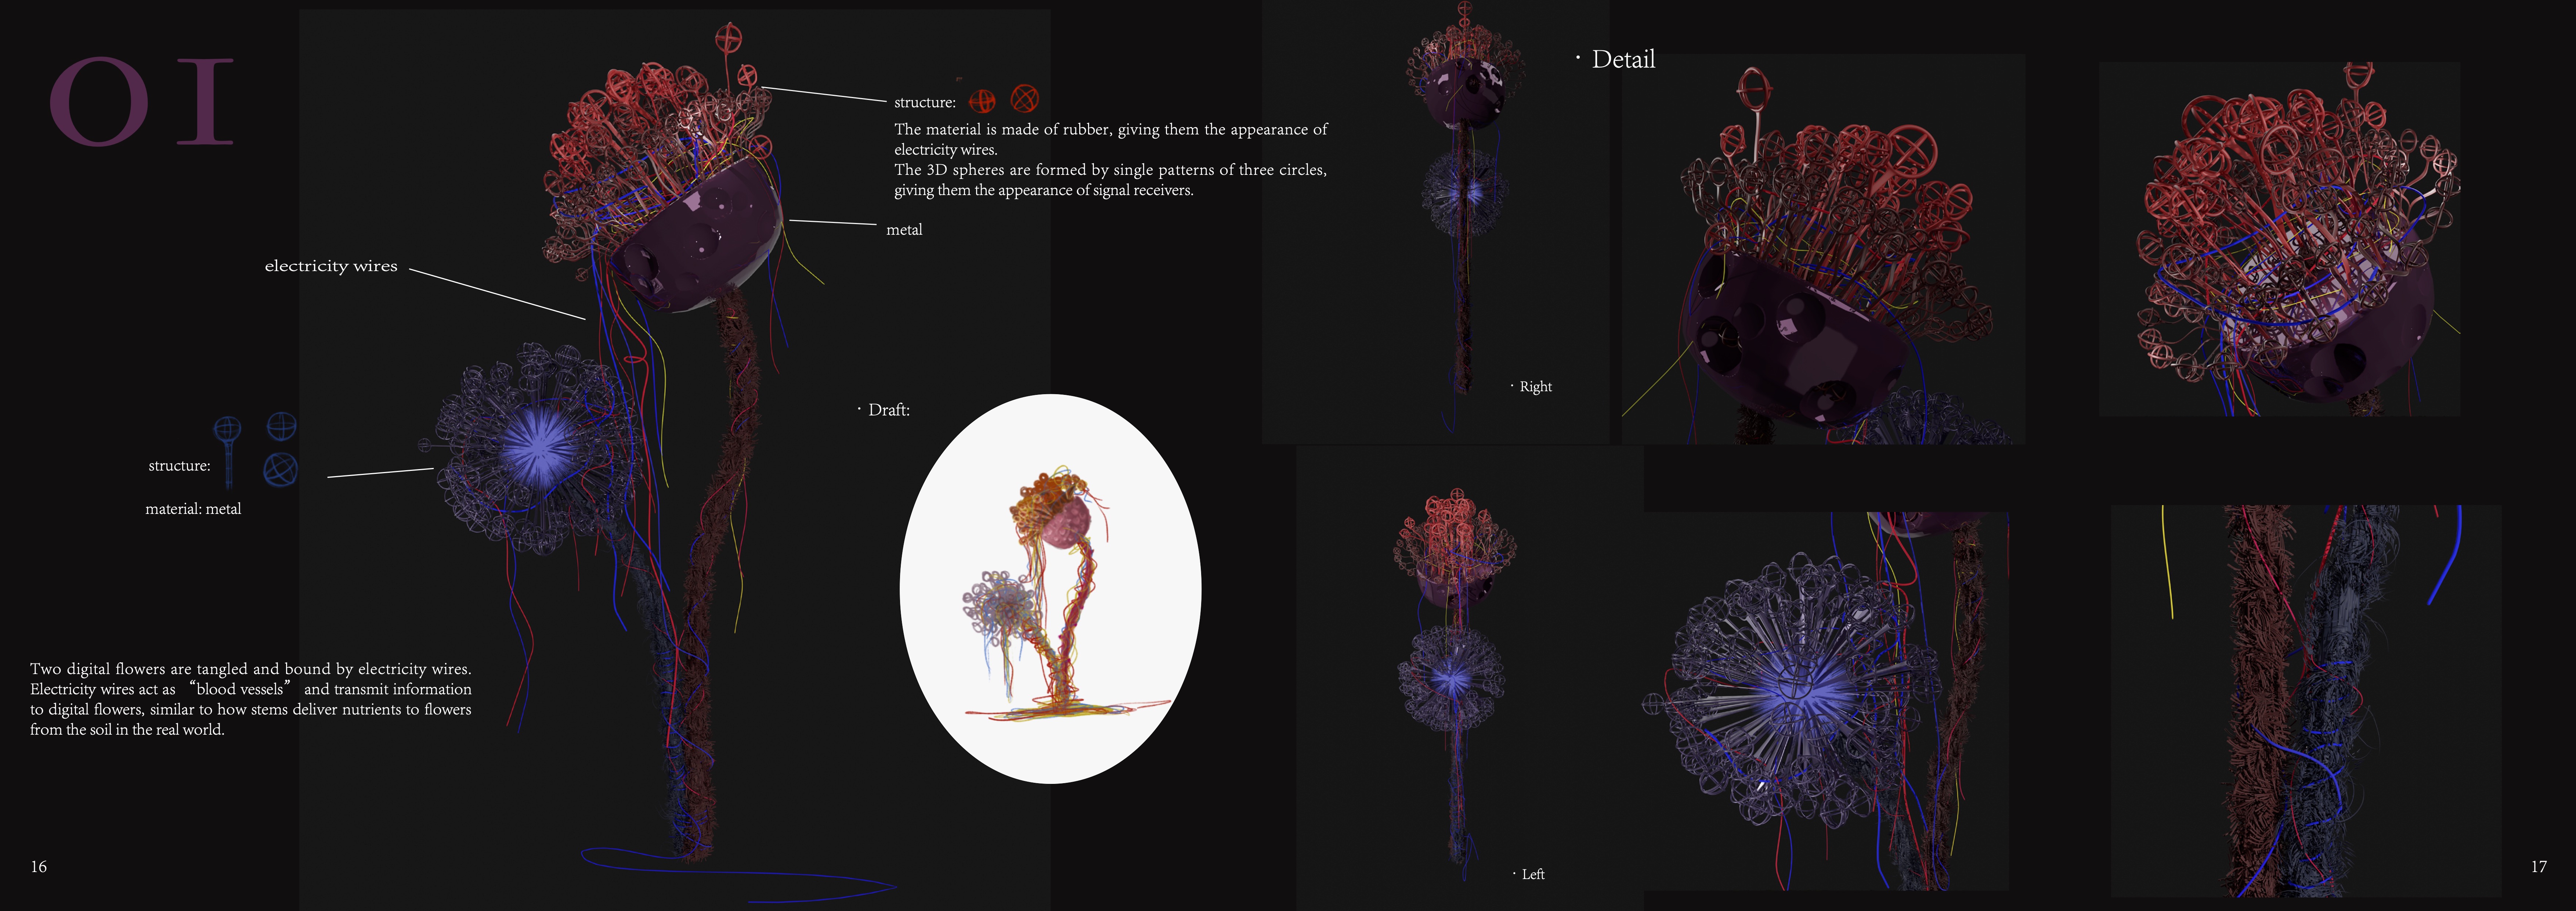 01
structure:
The material is made of rubber, giving them the appearance of
electricity wires.
The 3D spheres are formed by single patterns of three circles,
giving them the appearance of signal receivers.
metal
electricity wires
structure:
material: metal
· Draft:
Two digital flowers are tangled and bound by electricity wires.
Electricity wires act as “blood vessels” and transmit information
to digital flowers, similar to how stems deliver nutrients to flowers
from the soil in the real world.
16
· Detail
· Right
· Left
17